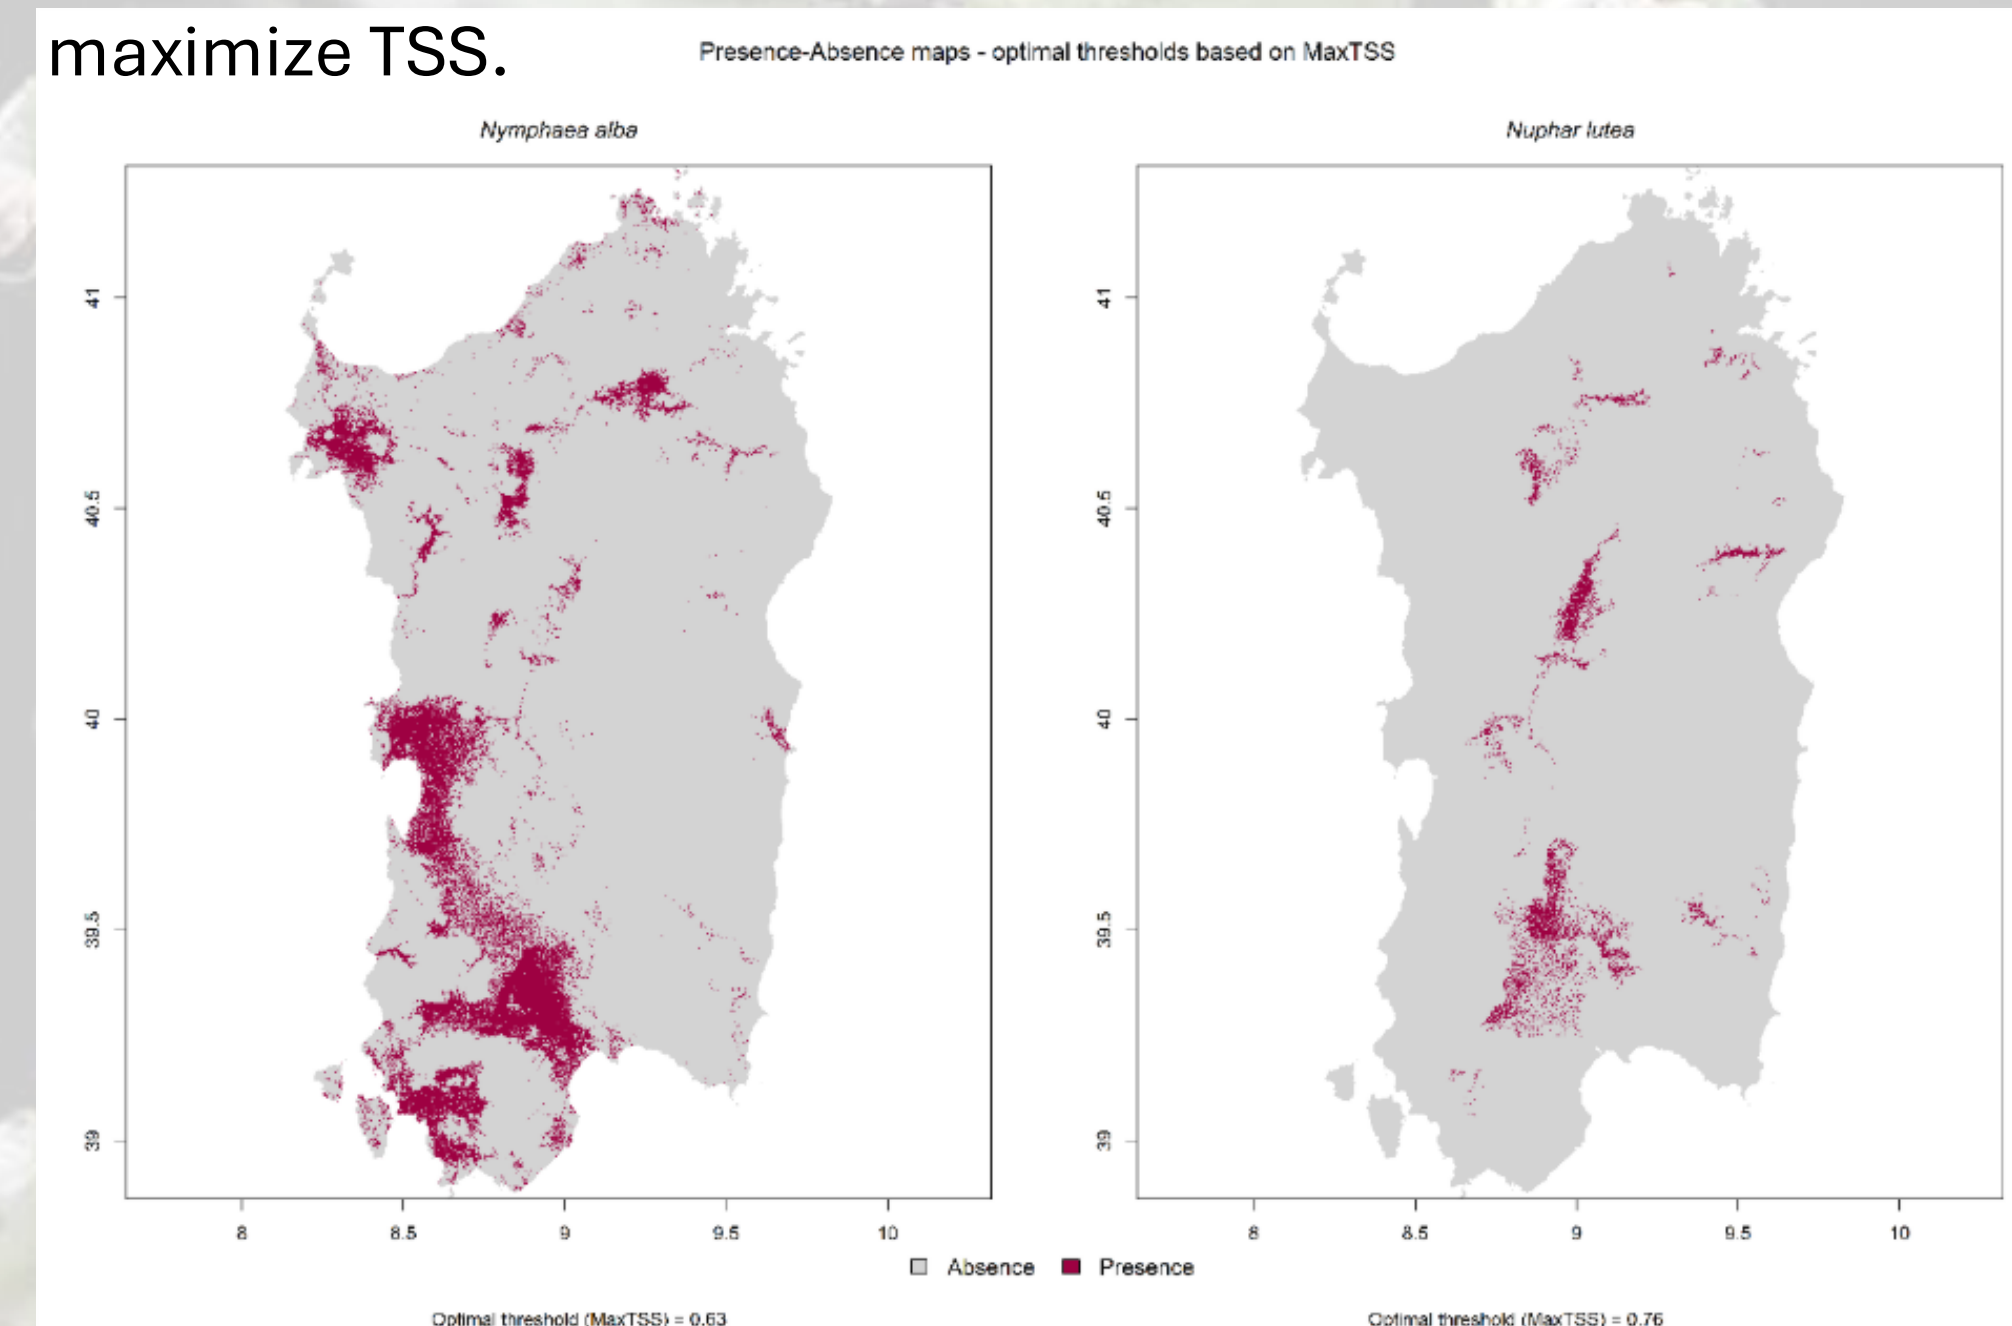 maximize TSS.
Presence-Absence maps - optimal thresholds based on MaxTSS
Nymphaea alba
Nuphar lutea
41
40.5
40
39.5
39
41
40.5
40
39.5
39
8 8.5 9 9.5 10
8 8.5 9 9.5 10
Absence Presence
Optimal threshold (MaxTSS) = 0.63
Optimal threshold (MaxTSS) = 0.76